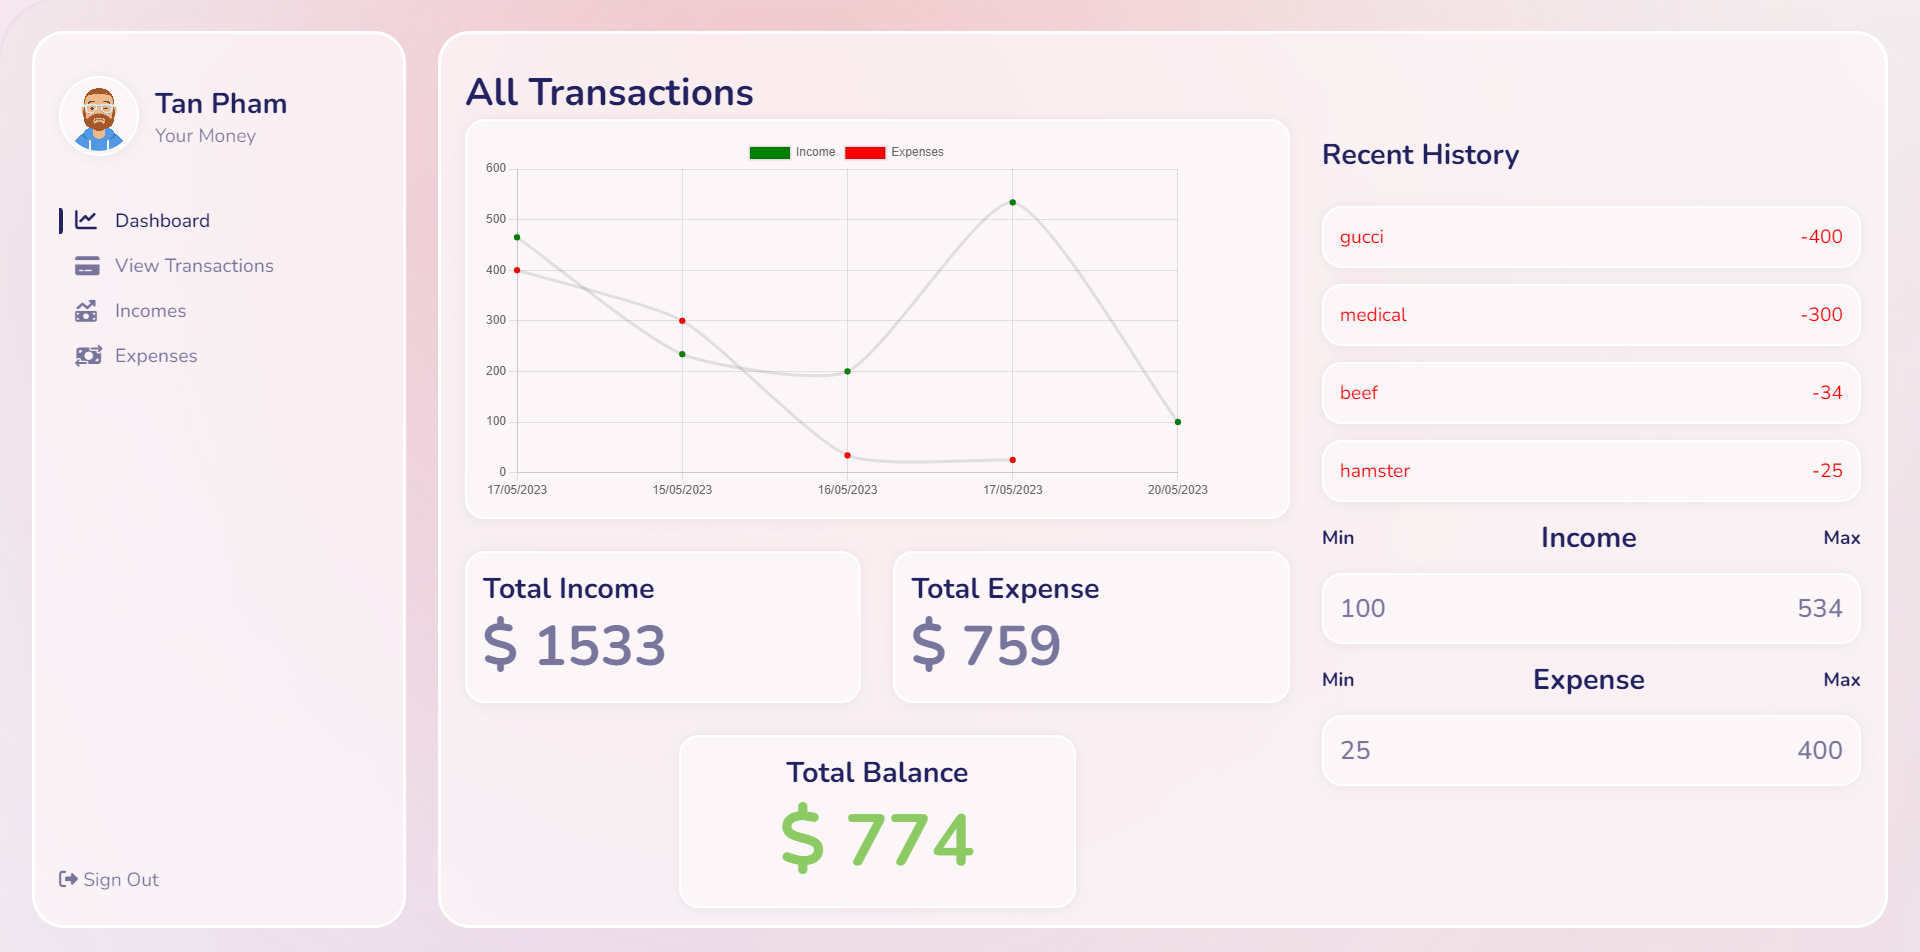 Tan Pham
Your Money
Dashboard
View Transactions
Incomes
Expenses
Sign Out
All Transactions
Income Expenses
600
500
400
300
200
100
0
17/05/2023 15/05/2023 16/05/2023 17/05/2023 20/05/2023
Total Income
$ 1533
Total Expense
$ 759
Total Balance
$ 774
Recent History
gucci -400
medical -300
beef -34
hamster -25
Min Income Max
100 534
Min Expense Max
25 400